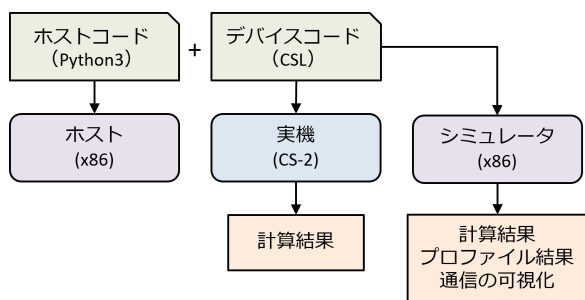 ホストコード
（Python3）
+
デバイスコード
（CSL）
ホスト
(x86)
実機
(CS-2)
シミュレータ
(x86)
計算結果
計算結果
プロファイル結果
通信の可視化